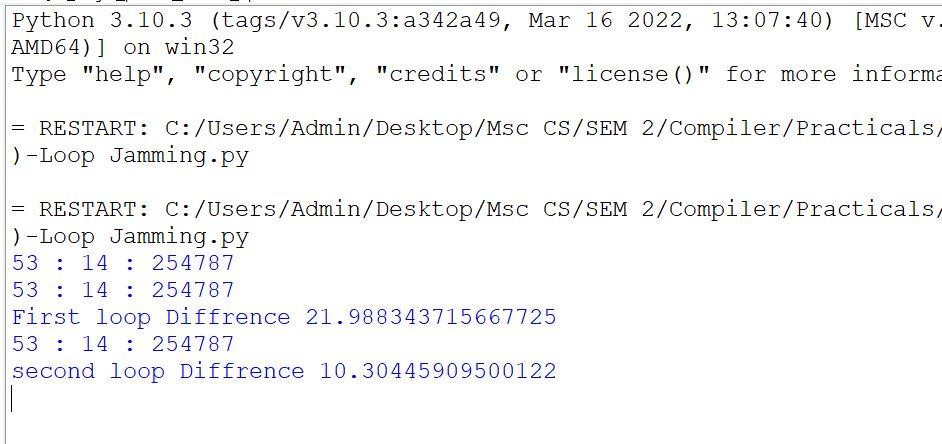 Python 3.10.3 (tags/v3.10.3:a342a49, Mar 16 2022, 13:07:40) [MSC v.
AMD64)] on win32
Type "help", "copyright", "credits" or "license()" for more informa
= RESTART: C:/Users/Admin/Desktop/Msc CS/SEM 2/Compiler/Practicals/
)-Loop Jamming.py
= RESTART: C:/Users/Admin/Desktop/Msc CS/SEM 2/Compiler/Practicals/
)-Loop Jamming.py
53 : 14 : 254787
53 : 14 : 254787
First loop Diffrence 21.988343715667725
53 : 14 : 254787
second loop Diffrence 10.30445909500122